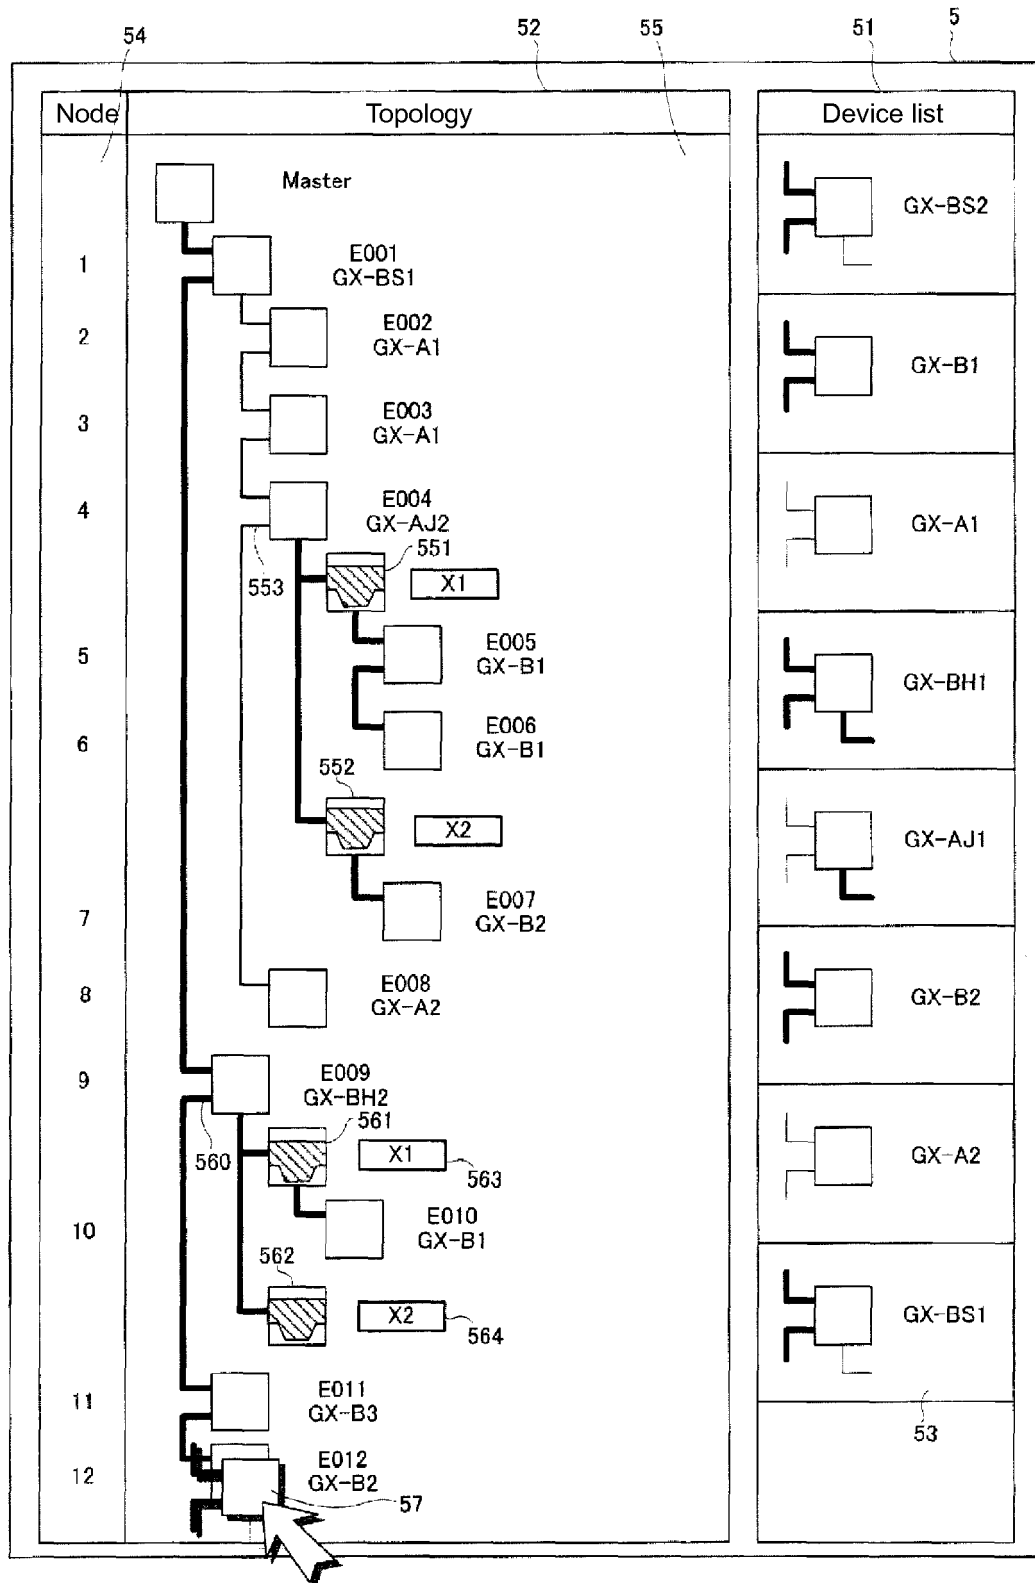 54
52
55
51
5
Node
Topology
Device list
Master
GX-BS2
1
E001
GX-BS1
2
E002
GX-A1
GX-B1
3
E003
GX-A1
4
E004
GX-AJ2
GX-A1
553
551
X1
5
E005
GX-B1
GX-BH1
6
E006
GX-B1
552
X2
GX-AJ1
7
E007
GX-B2
8
E008
GX-A2
GX-B2
9
E009
GX-BH2
560
561
X1
563
GX-A2
10
E010
GX-B1
562
X2
564
GX-BS1
11
E011
GX-B3
53
12
E012
GX-B2
57